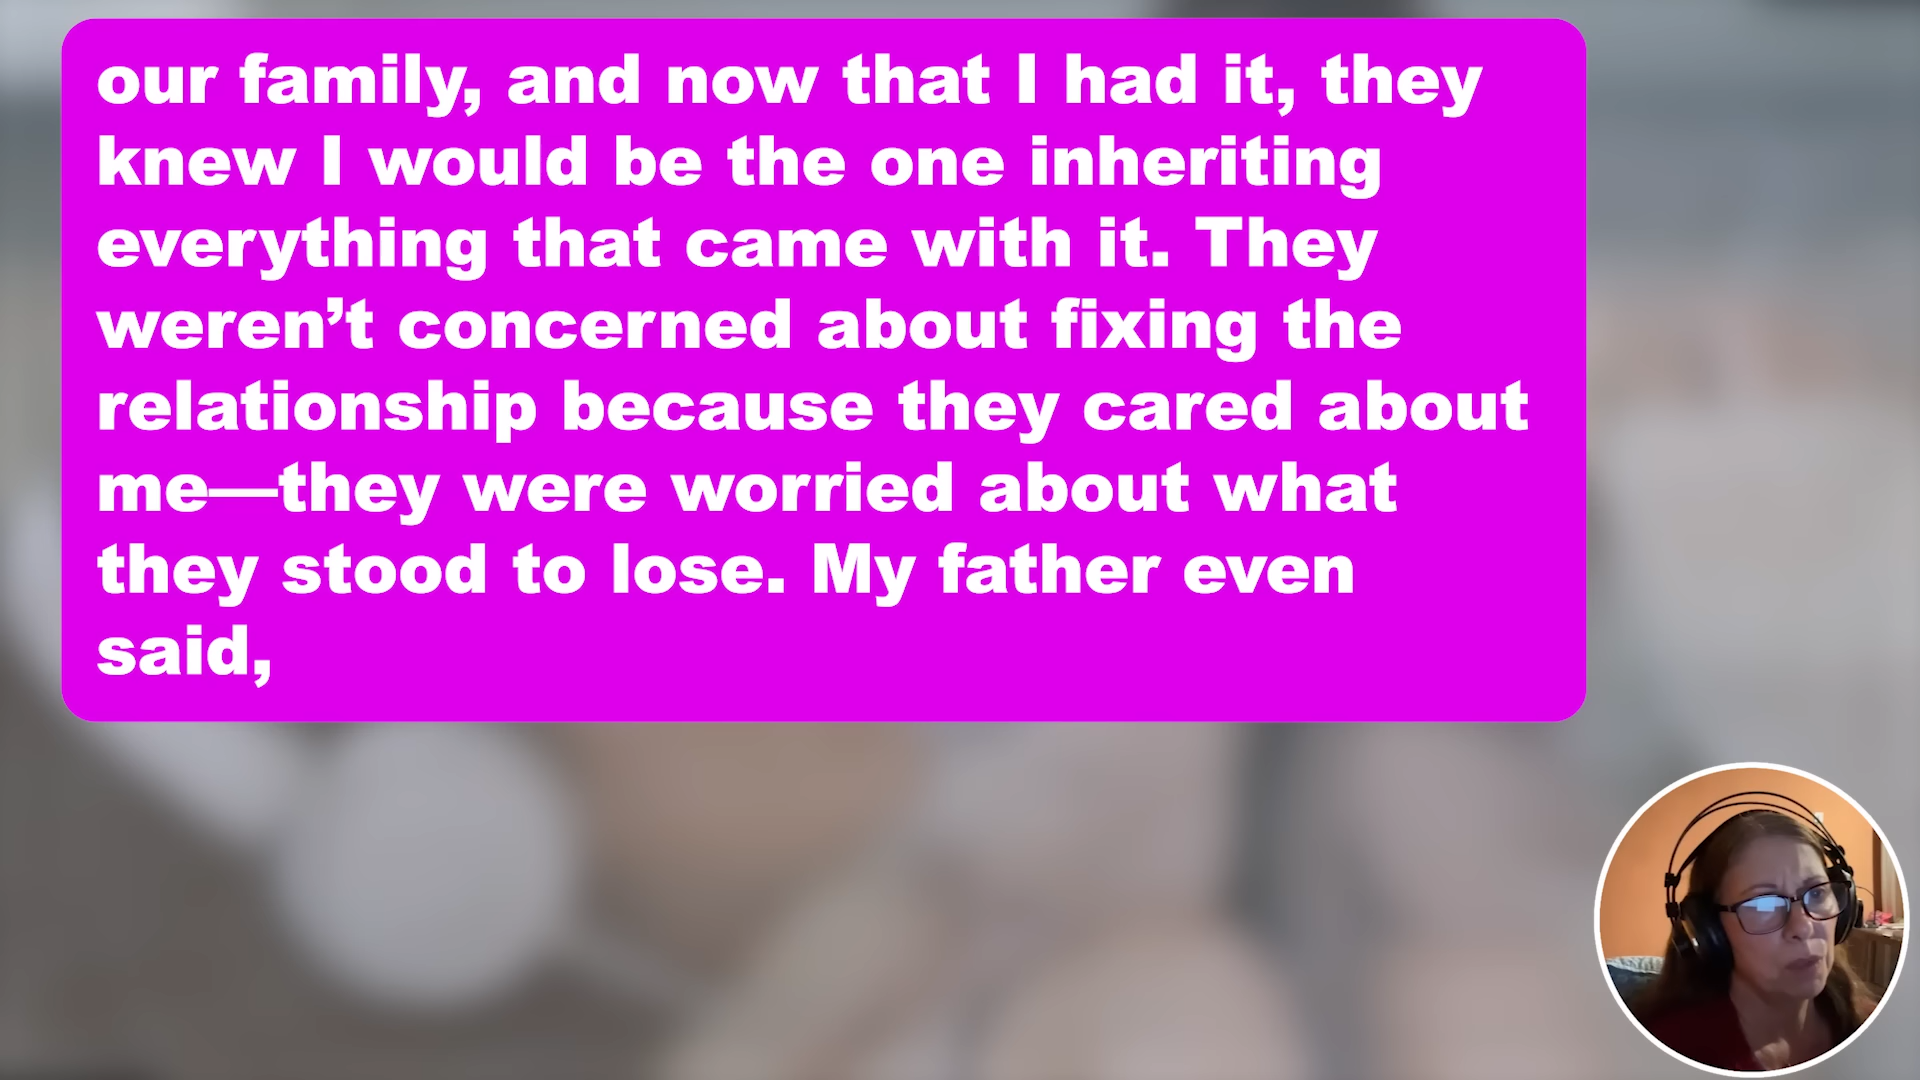 our family, and now that I had it, they
knew I would be the one inheriting
everything that came with it. They
weren’t concerned about fixing the
relationship because they cared about
me—they were worried about what
they stood to lose. My father even
said,